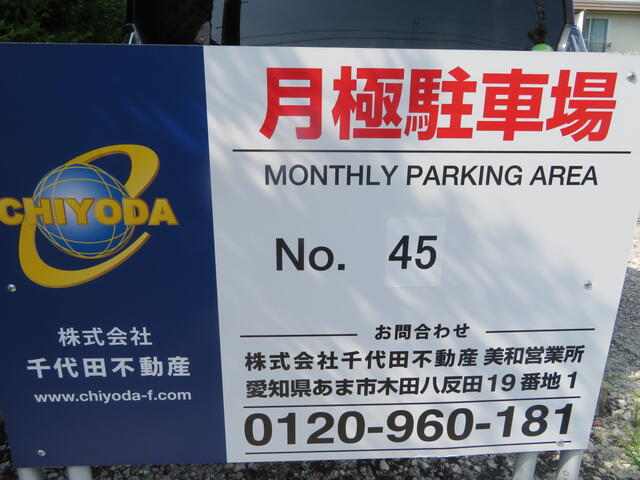 CHIYODA
株式会社
千代田不動産
www.chiyoda-f.com
月極駐車場
MONTHLY PARKING AREA
No. 45
お問合わせ
株式会社千代田不動産 美和営業所
愛知県あま市木田八反田19番地1
0120-960-181